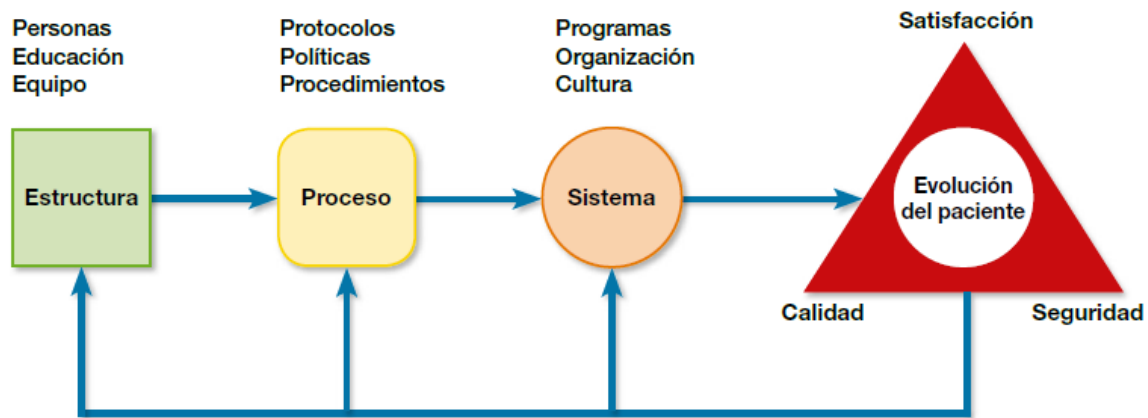 Personas
Educación
Equipo
Protocolos
Políticas
Procedimientos
Programas
Organización
Cultura
Satisfacción
Estructura
Proceso
Sistema
Evolución
del paciente
Calidad
Seguridad